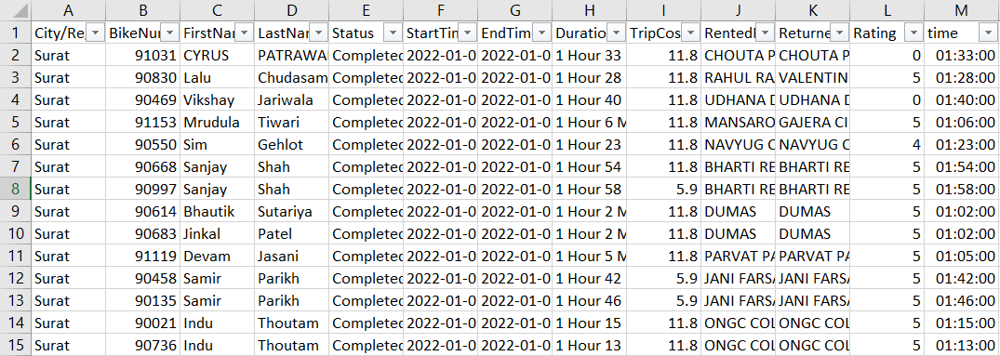 A B C D E F G H I J K L M
1 City/Re BikeNu FirstNar LastNar Status StartTin EndTim Duratio TripCos Rented Returne Rating time
2 Surat 91031 CYRUS PATRAWA Completed 2022-01-0 2022-01-0 1 Hour 33 11.8 CHOUTA P CHOUTA P 0 01:33:00
3 Surat 90830 Lalu Chudasam Completed 2022-01-0 2022-01-0 1 Hour 28 11.8 RAHUL RA VALENTIN 5 01:28:00
4 Surat 90469 Vikshay Jariwala Completed 2022-01-0 2022-01-0 1 Hour 40 11.8 UDHANA D UDHANA D 0 01:40:00
5 Surat 91153 Mrudula Tiwari Completed 2022-01-0 2022-01-0 1 Hour 6 M 11.8 MANSARO GAJERA CI 5 01:06:00
6 Surat 90550 Sim Gehlot Completed 2022-01-0 2022-01-0 1 Hour 23 11.8 NAVYUG C NAVYUG C 4 01:23:00
7 Surat 90668 Sanjay Shah Completed 2022-01-0 2022-01-0 1 Hour 54 11.8 BHARTI RE BHARTI RE 5 01:54:00
8 Surat 90997 Sanjay Shah Completed 2022-01-0 2022-01-0 1 Hour 58 5.9 BHARTI RE BHARTI RE 5 01:58:00
9 Surat 90614 Bhautik Sutariya Completed 2022-01-0 2022-01-0 1 Hour 2 M 11.8 DUMAS DUMAS 5 01:02:00
10 Surat 90683 Jinkal Patel Completed 2022-01-0 2022-01-0 1 Hour 2 M 11.8 DUMAS DUMAS 5 01:02:00
11 Surat 91119 Devam Jasani Completed 2022-01-0 2022-01-0 1 Hour 5 M 11.8 PARVAT PA PARVAT PA 5 01:05:00
12 Surat 90458 Samir Parikh Completed 2022-01-0 2022-01-0 1 Hour 42 5.9 JANI FARSA JANI FARSA 5 01:42:00
13 Surat 90135 Samir Parikh Completed 2022-01-0 2022-01-0 1 Hour 46 5.9 JANI FARSA JANI FARSA 5 01:46:00
14 Surat 90021 Indu Thoutam Completed 2022-01-0 2022-01-0 1 Hour 15 11.8 ONGC COL ONGC COL 5 01:15:00
15 Surat 90736 Indu Thoutam Completed 2022-01-0 2022-01-0 1 Hour 13 11.8 ONGC COL ONGC COL 5 01:13:00